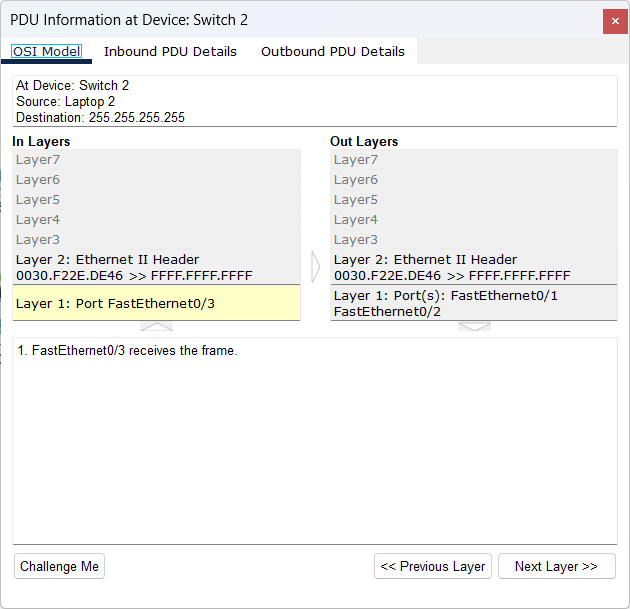 PDU Information at Device: Switch 2
OSI Model Inbound PDU Details Outbound PDU Details
At Device: Switch 2
Source: Laptop 2
Destination: 255.255.255.255
In Layers
Layer7
Layer6
Layer5
Layer4
Layer3
Layer 2: Ethernet II Header
0030.F22E.DE46 >> FFFF.FFFF.FFFF
Layer 1: Port FastEthernet0/3
Out Layers
Layer7
Layer6
Layer5
Layer4
Layer3
Layer 2: Ethernet II Header
0030.F22E.DE46 >> FFFF.FFFF.FFFF
Layer 1: Port(s): FastEthernet0/1
FastEthernet0/2
1. FastEthernet0/3 receives the frame.
Challenge Me << Previous Layer Next Layer >>